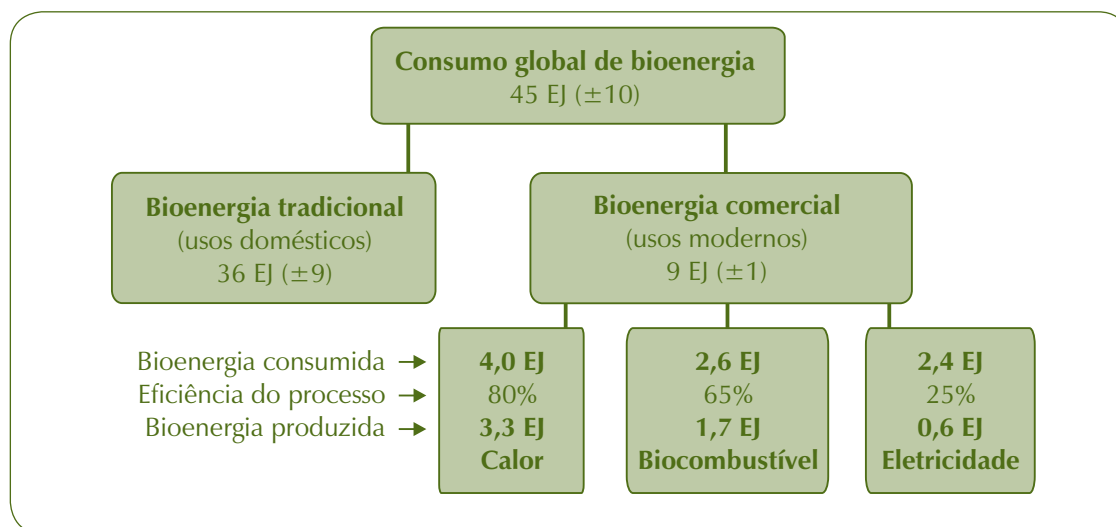 Consumo global de bioenergia
45 EJ (±10)
Bioenergia tradicional
(usos domésticos)
36 EJ (±9)
Bioenergia comercial
(usos modernos)
9 EJ (±1)
Bioenergia consumida → 4,0 EJ 2,6 EJ 2,4 EJ
Eficiência do processo → 80% 65% 25%
Bioenergia produzida → 3,3 EJ 1,7 EJ 0,6 EJ
Calor Biocombustível Eletricidade